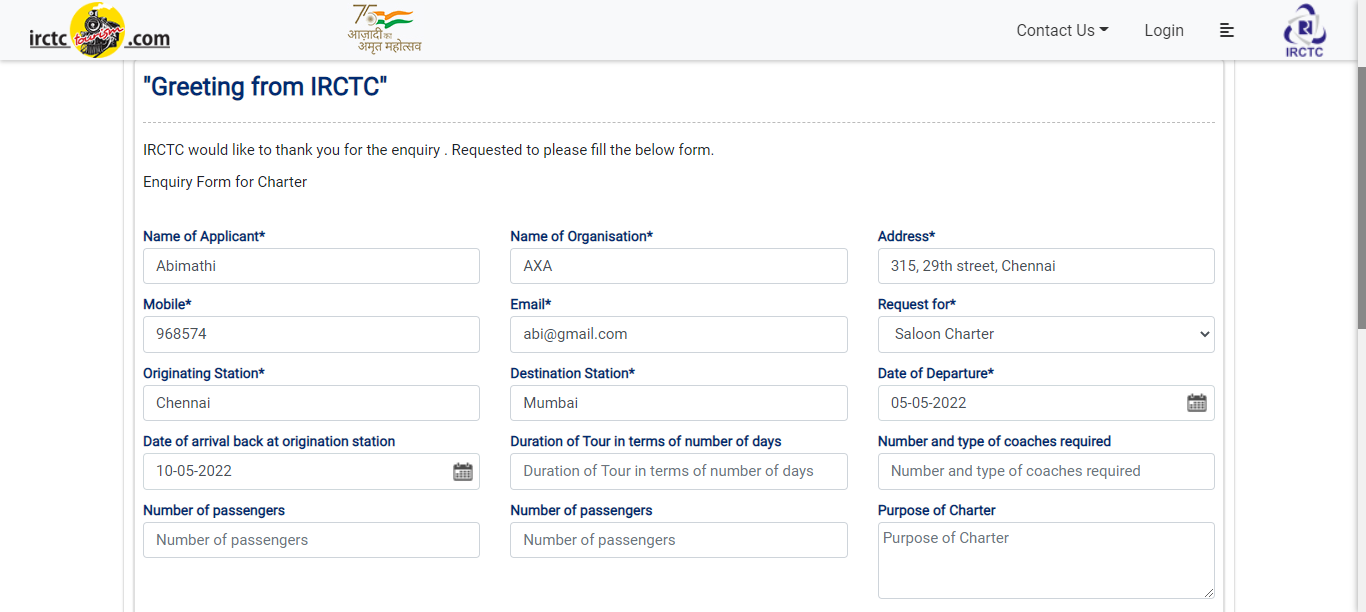 irctc tourism .com
75
आज़ादी का
अमृत महोत्सव
Contact Us
Login
IRCTC
"Greeting from IRCTC"
IRCTC would like to thank you for the enquiry . Requested to please fill the below form.
Enquiry Form for Charter
Name of Applicant* Name of Organisation* Address*
Abimathi AXA 315, 29th street, Chennai
Mobile* Email* Request for*
968574 abi@gmail.com Saloon Charter
Originating Station* Destination Station* Date of Departure*
Chennai Mumbai 05-05-2022
Date of arrival back at origination station Duration of Tour in terms of number of days Number and type of coaches required
10-05-2022 Duration of Tour in terms of number of days Number and type of coaches required
Number of passengers Number of passengers Purpose of Charter
Number of passengers Number of passengers Purpose of Charter